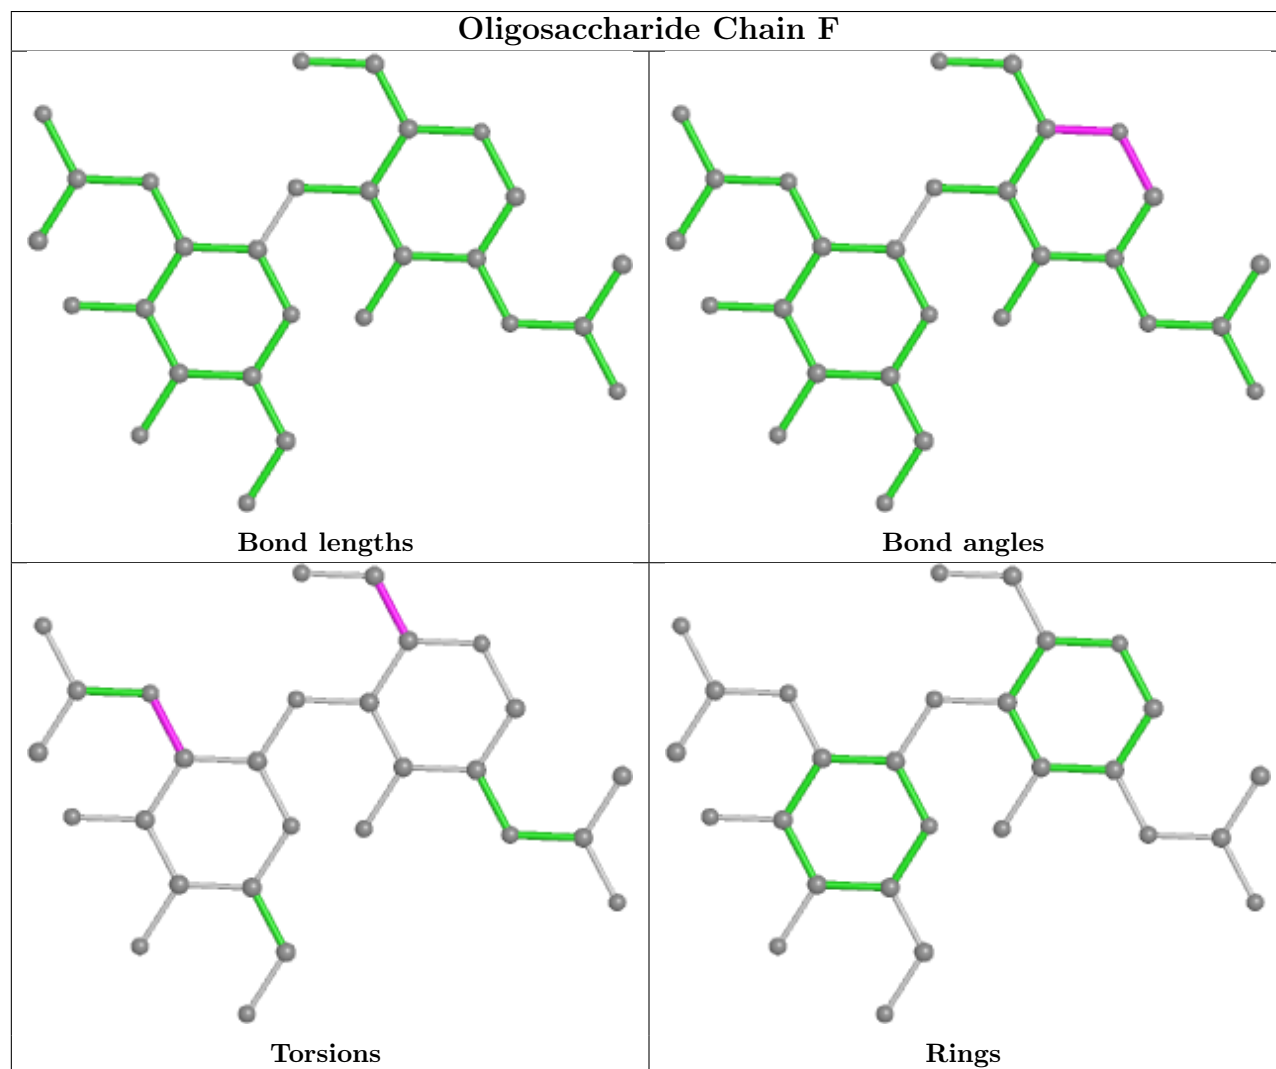 Oligosaccharide Chain F
Bond lengths
Bond angles
Torsions
Rings